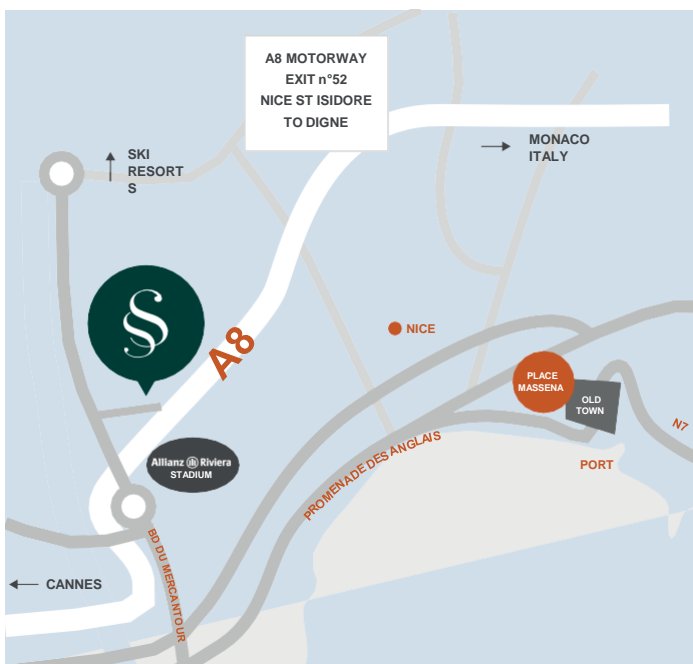 A8 MOTORWAY
EXIT n°52
NICE ST ISIDORE
TO DIGNE
SKI
RESORT
S
MONACO
ITALY
A8
NICE
PLACE
MASSENA
OLD
TOWN
N7
PROMENADE DES ANGLAIS
PORT
Allianz Riviera
STADIUM
BD DU MERCANTOUR
CANNES